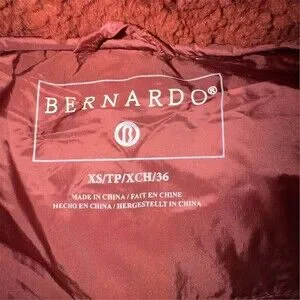 BERNARDO®
B
XS/TP/XCH/36
MADE IN CHINA / FAIT EN CHINE
HECHO EN CHINA / HERGESTELLT IN CHINA